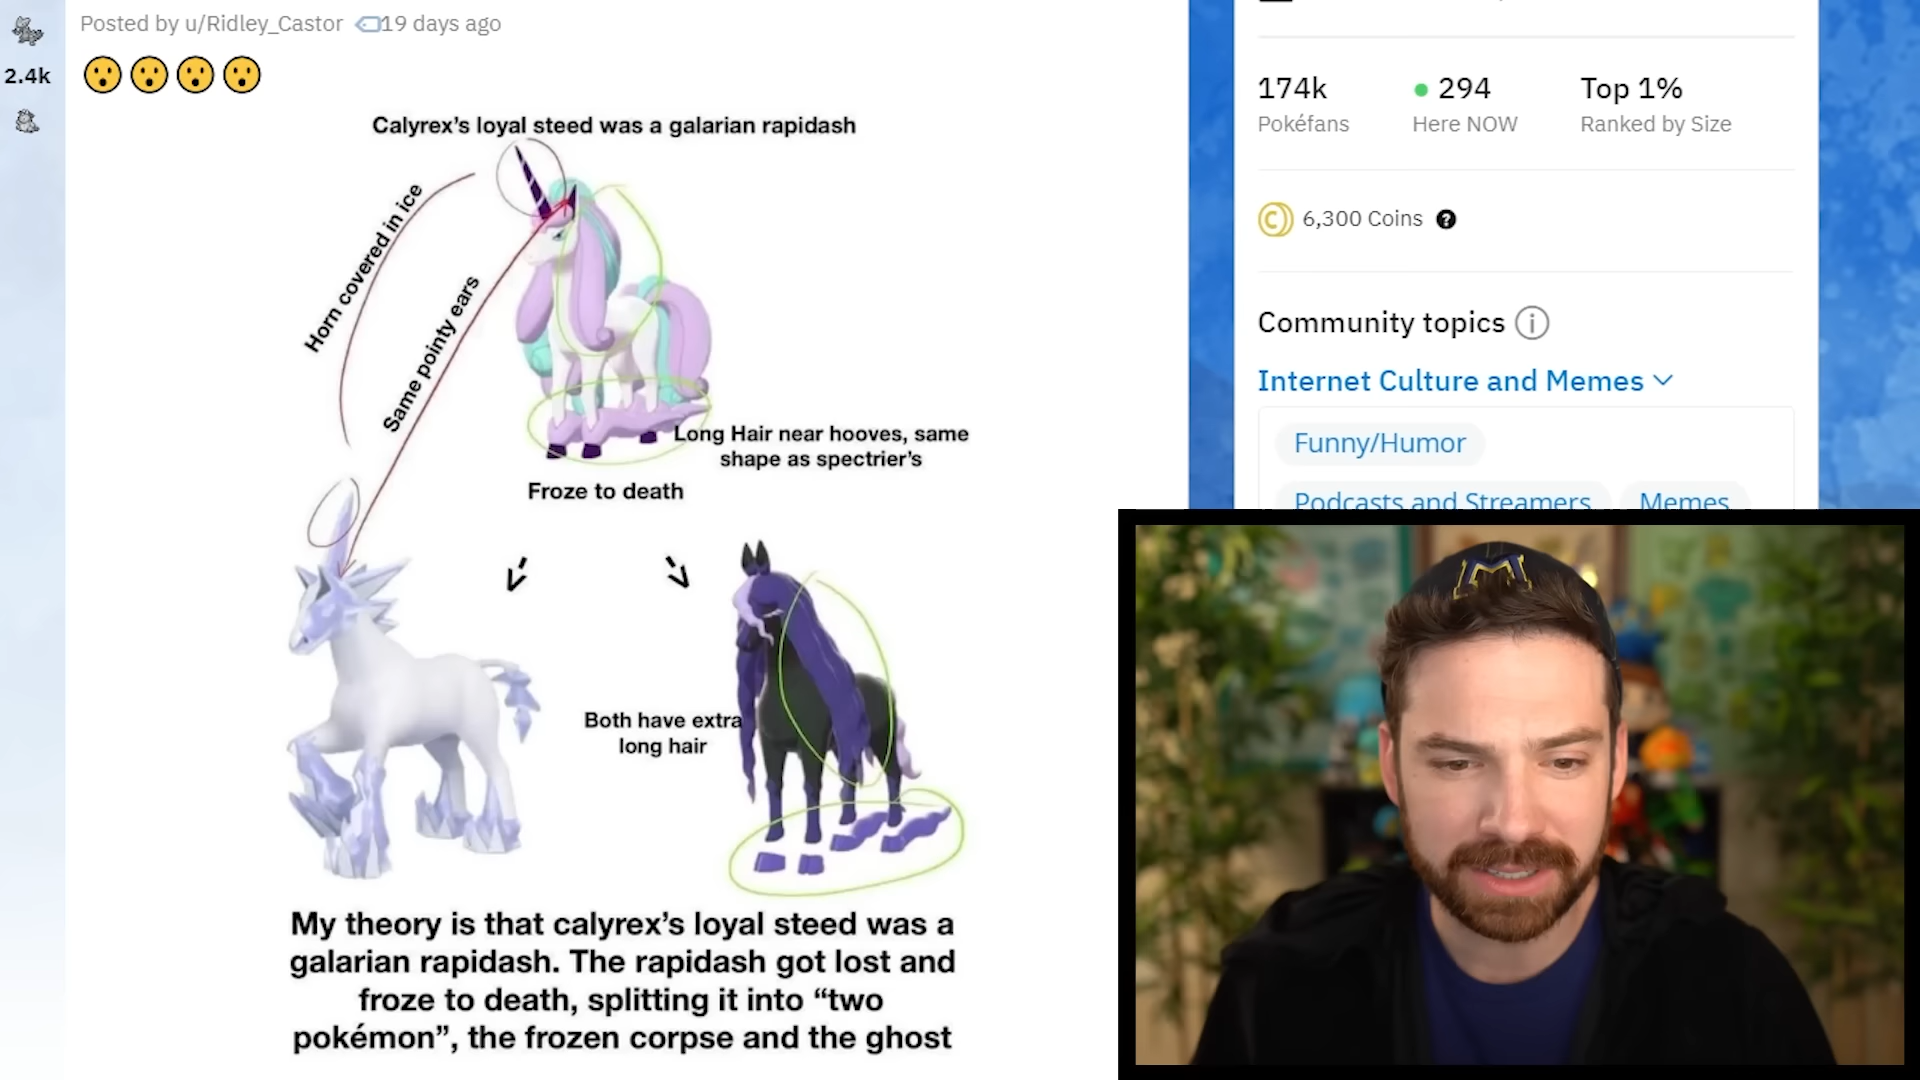 Posted by u/Ridley_Castor 19 days ago
2.4k
Calyrex's loyal steed was a galarian rapidash
Horn covered in ice
Same pointy ears
Long Hair near hooves, same
shape as spectrier's
Froze to death
Both have extra
long hair
My theory is that calyrex's loyal steed was a
galarian rapidash. The rapidash got lost and
froze to death, splitting it into “two
pokémon”, the frozen corpse and the ghost
174k
Pokéfans
294
Here NOW
Top 1%
Ranked by Size
6,300 Coins
Community topics
Internet Culture and Memes
Funny/Humor
Podcasts and Streamers
Memes
M